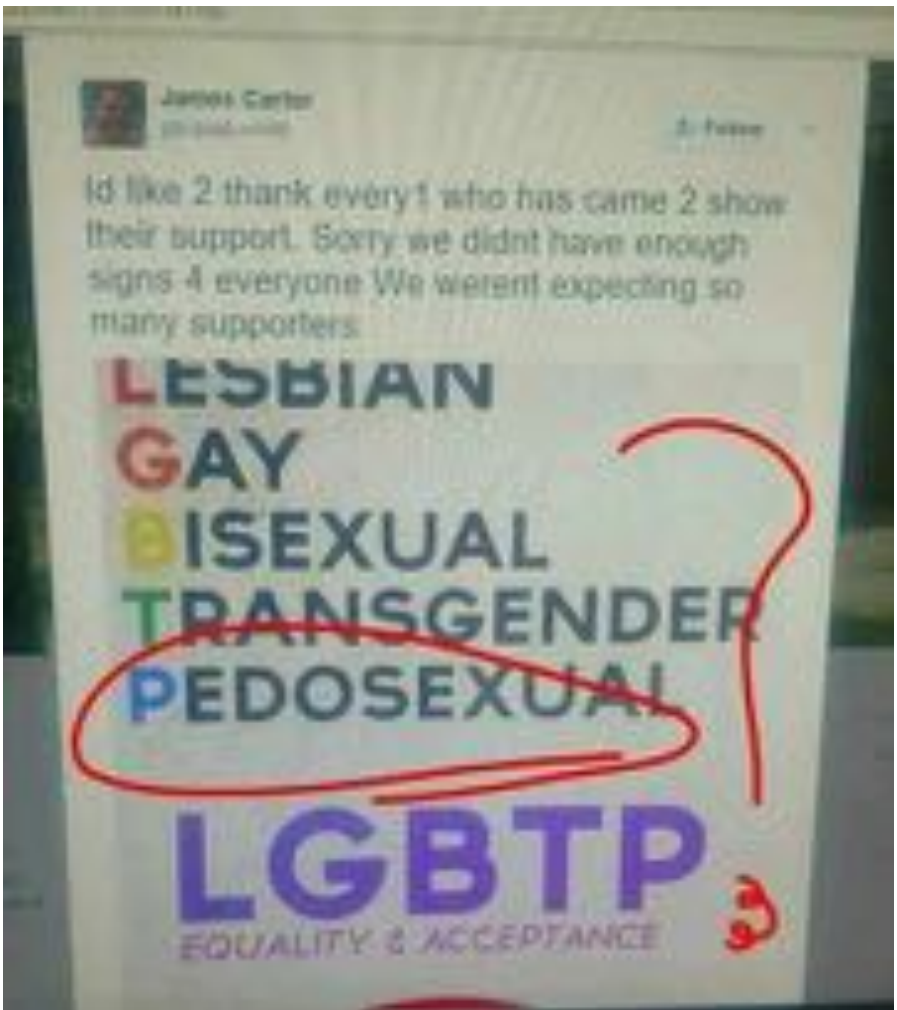 James Carter
Follow
Id like 2 thank every1 who has came 2 show
their support. Sorry we didnt have enough
signs 4 everyone We werent expecting so
many supporters
LESBIAN
GAY
BISEXUAL
TRANSGENDER
PEDOSEXUAL
LGBTP
EQUALITY & ACCEPTANCE